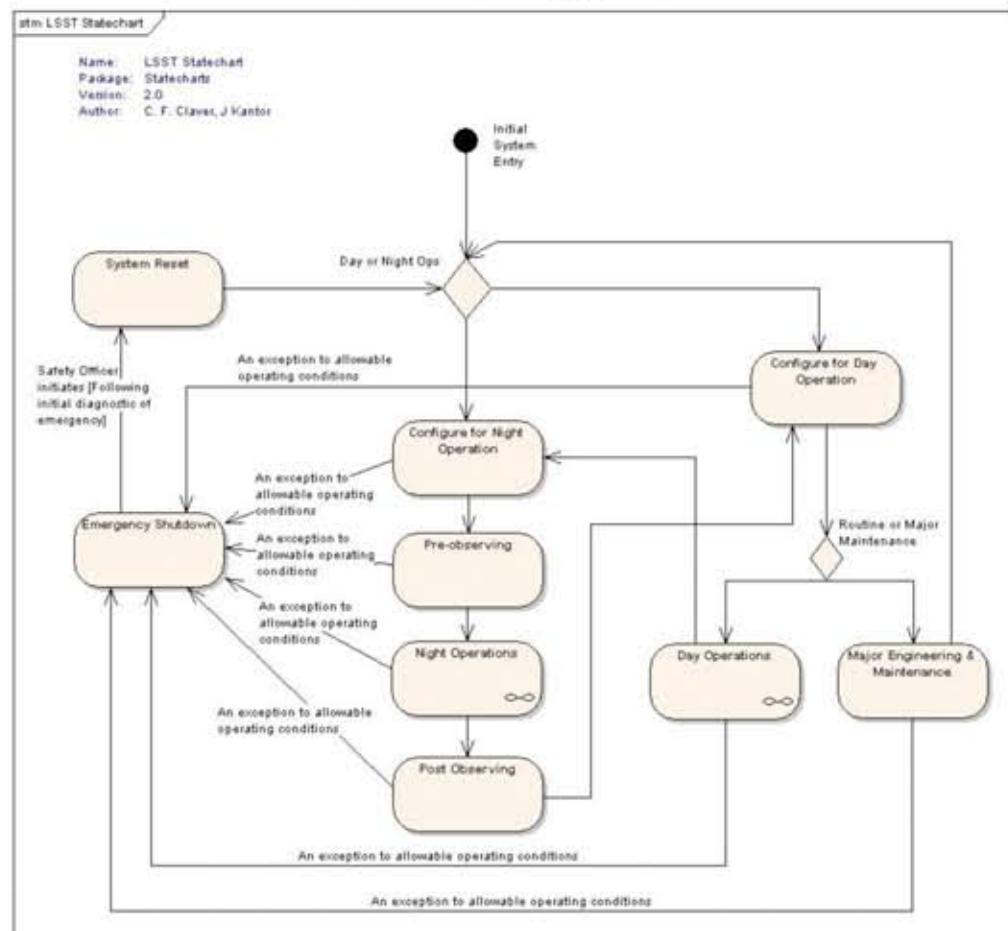 stm LSST Statechart
Name: LSST Statechart
Package: Statecharts
Version: 2.0
Author: C. F. Claver, J Kantor
Initial
System
Entry
System Reset
Day or Night Ops
Safety Officer
initiates [Following
initial diagnostic of
emergency]
An exception to allowable
operating conditions
Configure for Day
Operation
Configure for Night
Operation
An exception to
allowable operating
conditions
Emergency Shutdown
Routine or Major
Maintenance
An exception to
allowable operating
conditions
Pre-observing
An exception to
allowable operating
conditions
Night Operations
Day Operations
Major Engineering &
Maintenance
An exception to allowable
operating conditions
Post Observing
An exception to allowable operating conditions
An exception to allowable operating conditions